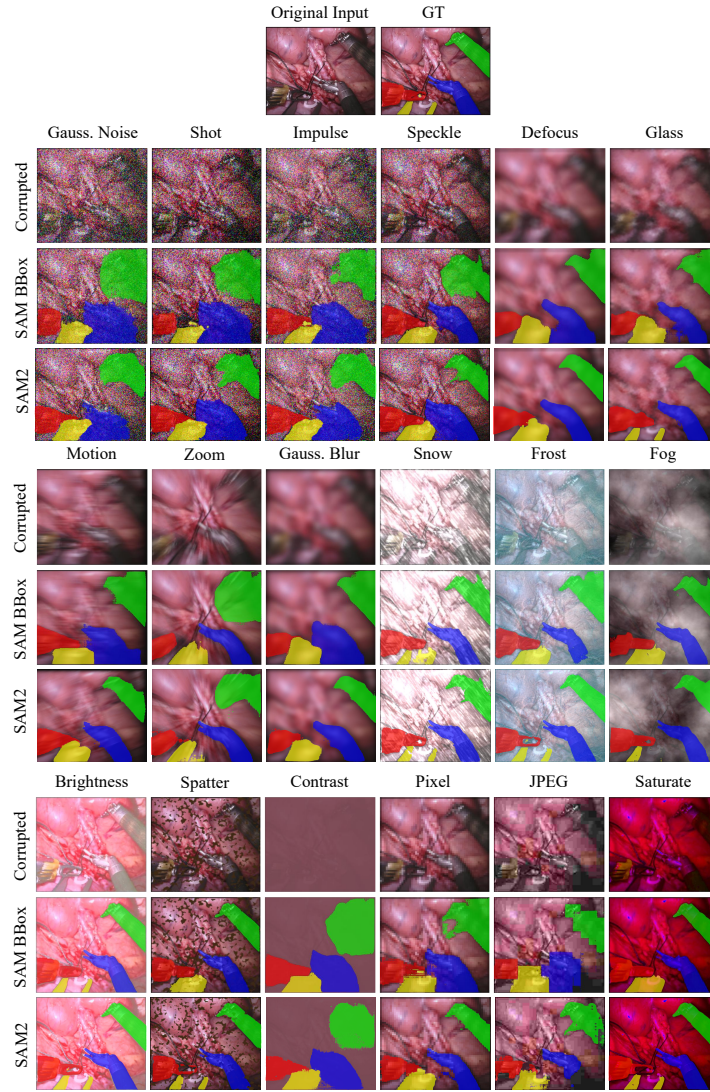 Original Input GT
Gauss. Noise Shot Impulse Speckle Defocus Glass
Corrupted
SAM BBox
SAM2
Motion Zoom Gauss. Blur Snow Frost Fog
Corrupted
SAM BBox
SAM2
Brightness Spatter Contrast Pixel JPEG Saturate
Corrupted
SAM BBox
SAM2